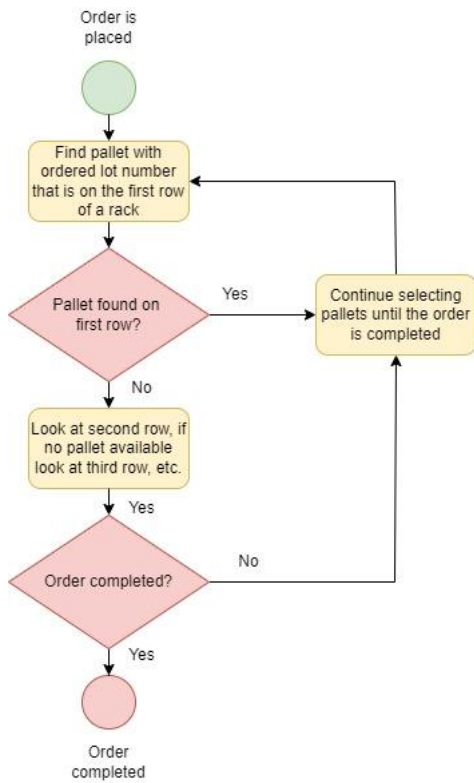 Order is
placed
Find pallet with
ordered lot number
that is on the first row
of a rack
Pallet found on
first row?
Yes
Continue selecting
pallets until the order
is completed
No
Look at second row, if
no pallet available
look at third row, etc.
Yes
Order completed?
No
Yes
Order
completed